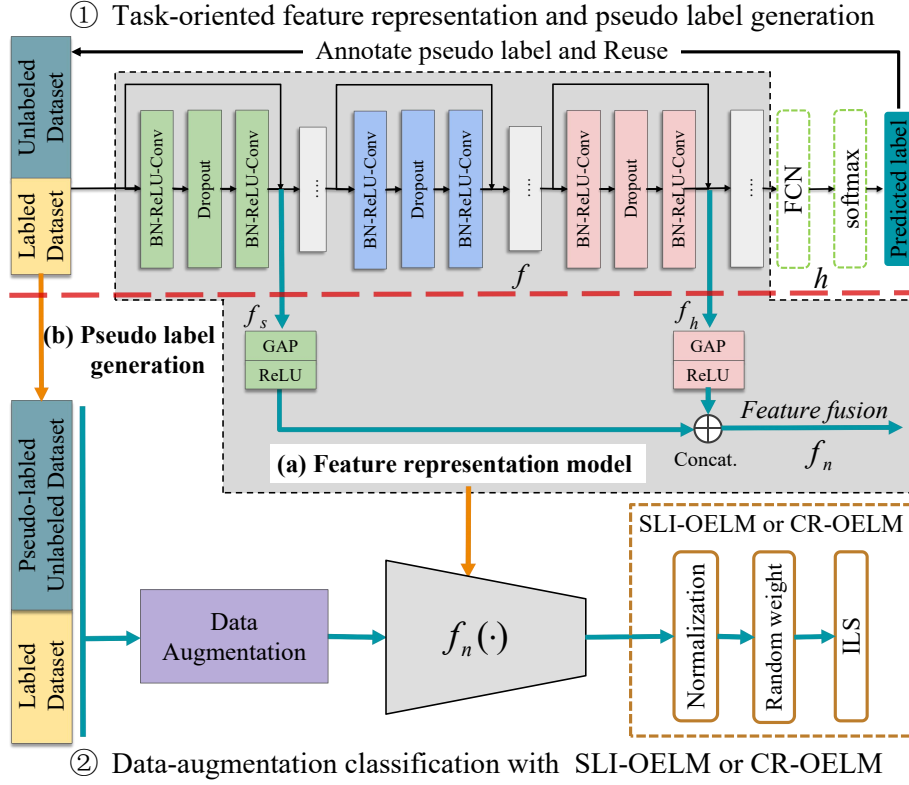 ① Task-oriented feature representation and pseudo label generation
Annotate pseudo label and Reuse
Unlabeled
Dataset
Labled
Dataset
BN-ReLU-Conv
Dropout
BN-ReLU-Conv
......
BN-ReLU-Conv
Dropout
BN-ReLU-Conv
......
BN-ReLU-Conv
Dropout
BN-ReLU-Conv
......
FCN
softmax
Predicted label
f
h
f_s
f_h
(b) Pseudo label
generation
GAP
ReLU
GAP
ReLU
Feature fusion
f_n
Concat.
(a) Feature representation model
Pseudo-labled
Unlabeled Dataset
Labled
Dataset
Data
Augmentation
f_n(·)
SLI-OELM or CR-OELM
Normalization
Random weight
ILS
② Data-augmentation classification with SLI-OELM or CR-OELM